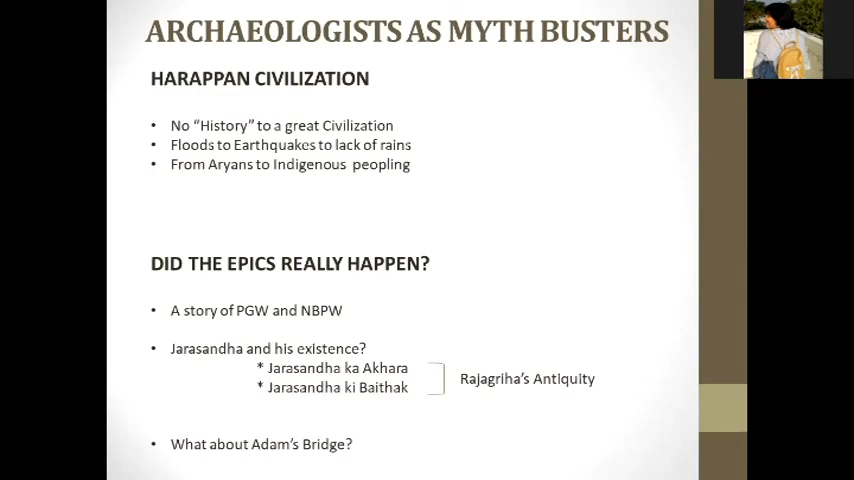 ARCHAEOLOGISTS AS MYTH BUSTERS
HARAPPAN CIVILIZATION
• No “History” to a great Civilization
• Floods to Earthquakes to lack of rains
• From Aryans to Indigenous peopling
DID THE EPICS REALLY HAPPEN?
• A story of PGW and NBPW
• Jarasandha and his existence?
* Jarasandha ka Akhara
* Jarasandha ki Baithak
Rajagriha’s Antiquity
• What about Adam’s Bridge?